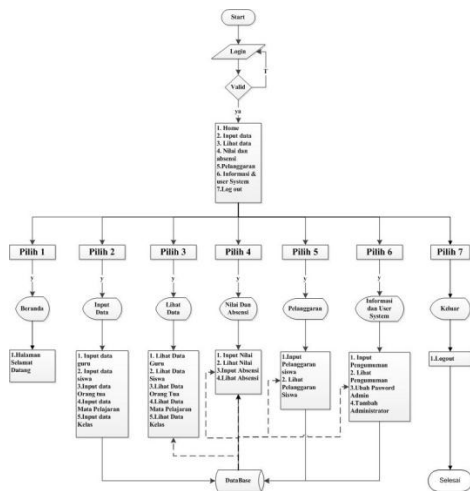 Start
Login
T
Valid
ya
1. Home
2. Input data
3. Lihat data
4. Nilai dan
absensi
5.Pelanggaran
6. Informasi &
user System
7.Log out
Pilih 1
Pilih 2
Pilih 3
Pilih 4
Pilih 5
Pilih 6
Pilih 7
y
y
y
y
y
y
y
Beranda
Input
Data
Lihat
Data
Nilai Dan
Absensi
Pelanggaran
Informasi
dan User
System
Keluar
1.Halaman
Selamat
Datang
1. Input data
guru
2. Input data
siswa
3.Input data
Orang tua
4.Input data
Mata Pelajaran
5.Input data
Kelas
1. Lihat Data
Guru
2. Lihat Data
Siswa
3.Lihat Data
Orang Tua
4.Lihat Data
Mata Pelajaran
5.Lihat Data
Kelas
1. Input Nilai
2. Lihat Nilai
3.Input Absensi
4.Lihat Absensi
1.Input
Pelanggaran
siswa
2. Lihat
Pelanggaran
Siswa
1. Input
Pengumuman
2. Lihat
Pengumuman
3.Ubah Pasword
Admin
4.Tambah
Administrator
1.Logout
DataBase
Selesai